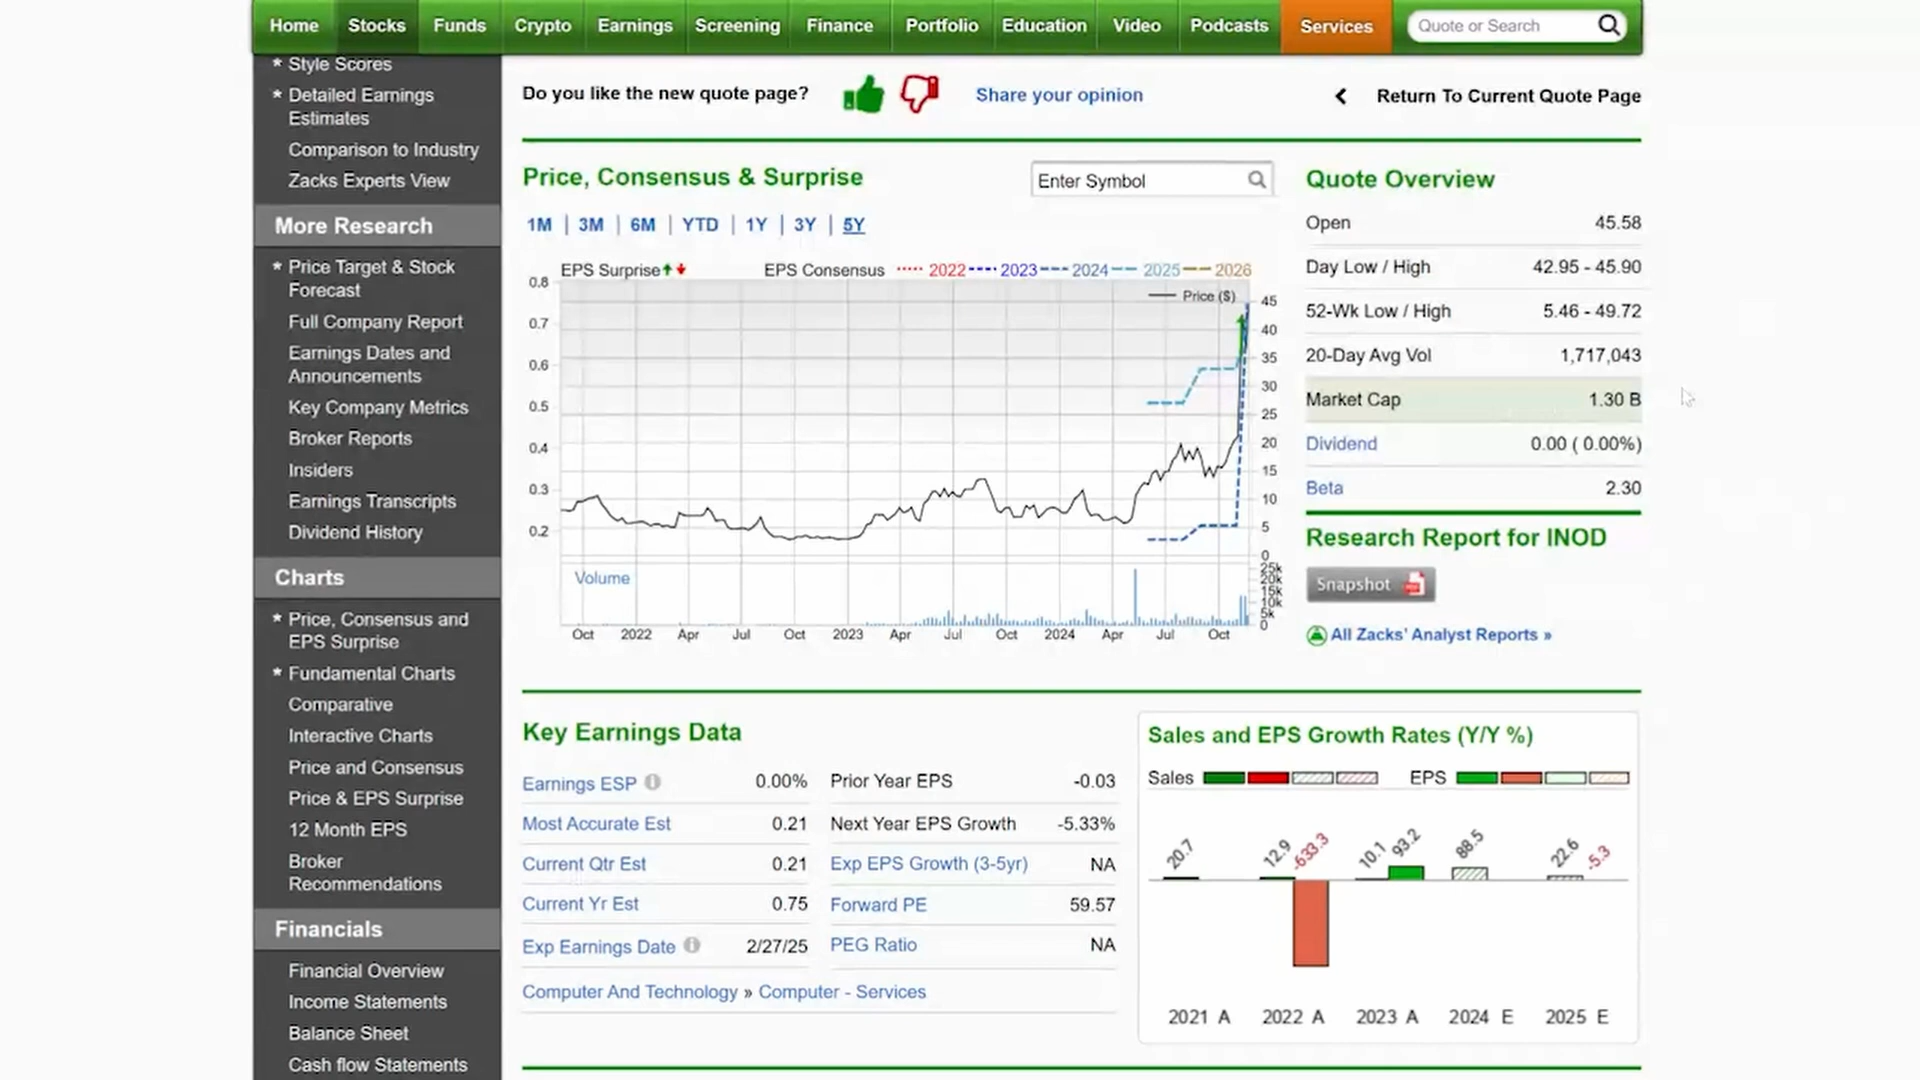 Home Stocks Funds Crypto Earnings Screening Finance Portfolio Education Video Podcasts Services Quote or Search
* Style Scores
* Detailed Earnings
Estimates
Comparison to Industry
Zacks Experts View
More Research
* Price Target & Stock
Forecast
Full Company Report
Earnings Dates and
Announcements
Key Company Metrics
Broker Reports
Insiders
Earnings Transcripts
Dividend History
Charts
* Price, Consensus and
EPS Surprise
* Fundamental Charts
Comparative
Interactive Charts
Price and Consensus
Price & EPS Surprise
12 Month EPS
Broker
Recommendations
Financials
Financial Overview
Income Statements
Balance Sheet
Cash flow Statements
Do you like the new quote page? Share your opinion Return To Current Quote Page
Price, Consensus & Surprise
Enter Symbol
1M | 3M | 6M | YTD | 1Y | 3Y | 5Y
EPS Surprise EPS Consensus 2022 2023 2024 2025 2026
Price ($)
0.8
0.7
0.6
0.5
0.4
0.3
0.2
45
40
35
30
25
20
15
10
5
0
Volume
25k
20k
15k
10k
5k
0
Oct 2022 Apr Jul Oct 2023 Apr Jul Oct 2024 Apr Jul Oct
Quote Overview
Open 45.58
Day Low / High 42.95 - 45.90
52-Wk Low / High 5.46 - 49.72
20-Day Avg Vol 1,717,043
Market Cap 1.30 B
Dividend 0.00 ( 0.00%)
Beta 2.30
Research Report for INOD
Snapshot
All Zacks' Analyst Reports »
Key Earnings Data
Earnings ESP 0.00%
Most Accurate Est 0.21
Current Qtr Est 0.21
Current Yr Est 0.75
Exp Earnings Date 2/27/25
Prior Year EPS -0.03
Next Year EPS Growth -5.33%
Exp EPS Growth (3-5yr) NA
Forward PE 59.57
PEG Ratio NA
Computer And Technology » Computer - Services
Sales and EPS Growth Rates (Y/Y %)
Sales EPS
20.7 12.9 -633.3 10.1 93.2 88.5 22.6 -5.3
2021 A 2022 A 2023 A 2024 E 2025 E